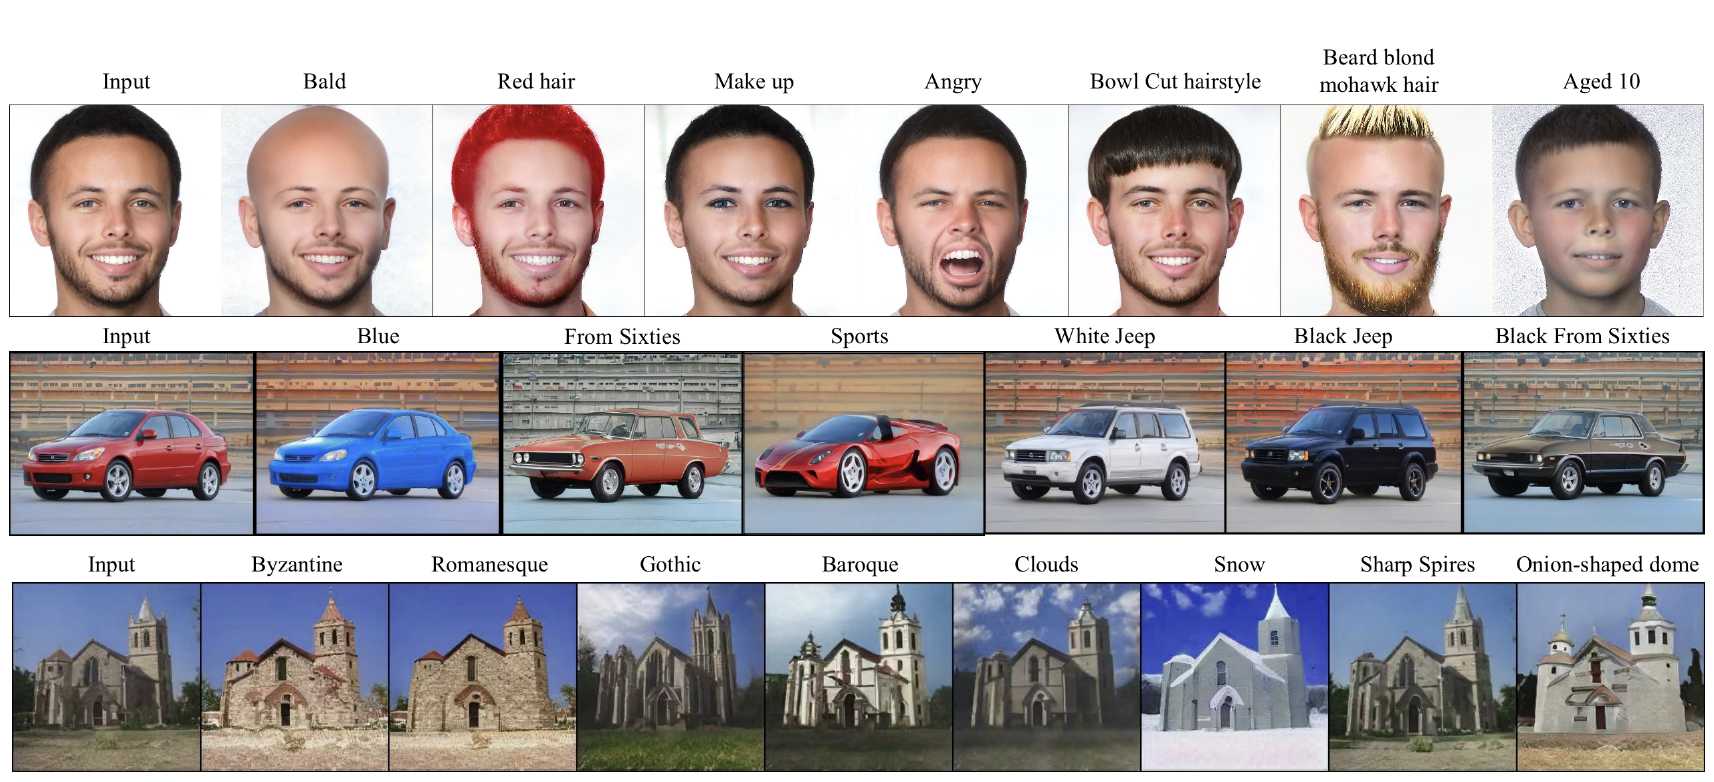 Input
Bald
Red hair
Make up
Angry
Bowl Cut hairstyle
Beard blond
mohawk hair
Aged 10
Input
Blue
From Sixties
Sports
White Jeep
Black Jeep
Black From Sixties
Input
Byzantine
Romanesque
Gothic
Baroque
Clouds
Snow
Sharp Spires
Onion-shaped dome